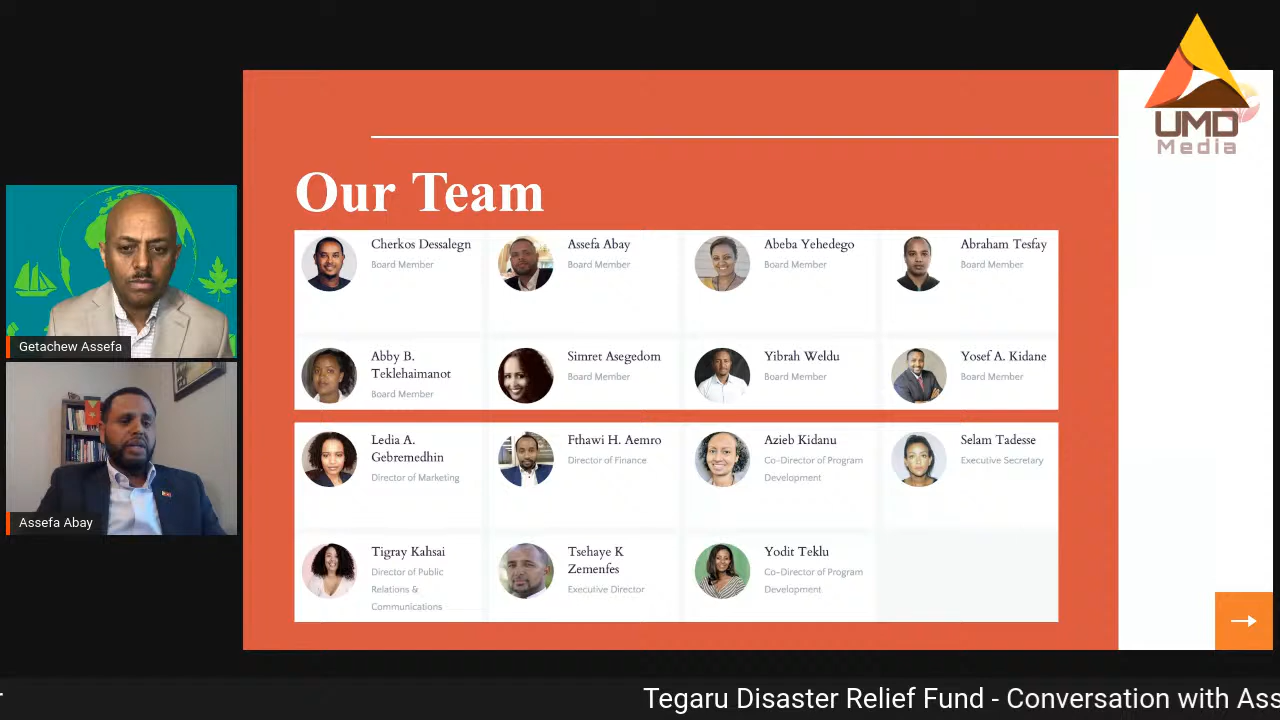 UMD
Media
Our Team
Cherkos Dessalegn
Board Member
Assefa Abay
Board Member
Abeba Yehedego
Board Member
Abraham Tesfay
Board Member
Abby B.
Teklehaimanot
Board Member
Simret Asegedom
Board Member
Yibrah Weldu
Board Member
Yosef A. Kidane
Board Member
Ledia A.
Gebremedhin
Director of Marketing
Fthawi H. Aemro
Director of Finance
Azieb Kidanu
Co-Director of Program
Development
Selam Tadesse
Executive Secretary
Tigray Kahsai
Director of Public
Relations &
Communications
Tsehaye K
Zemenfes
Executive Director
Yodit Teklu
Co-Director of Program
Development
Getachew Assefa
Assefa Abay
Tegaru Disaster Relief Fund - Conversation with Ass